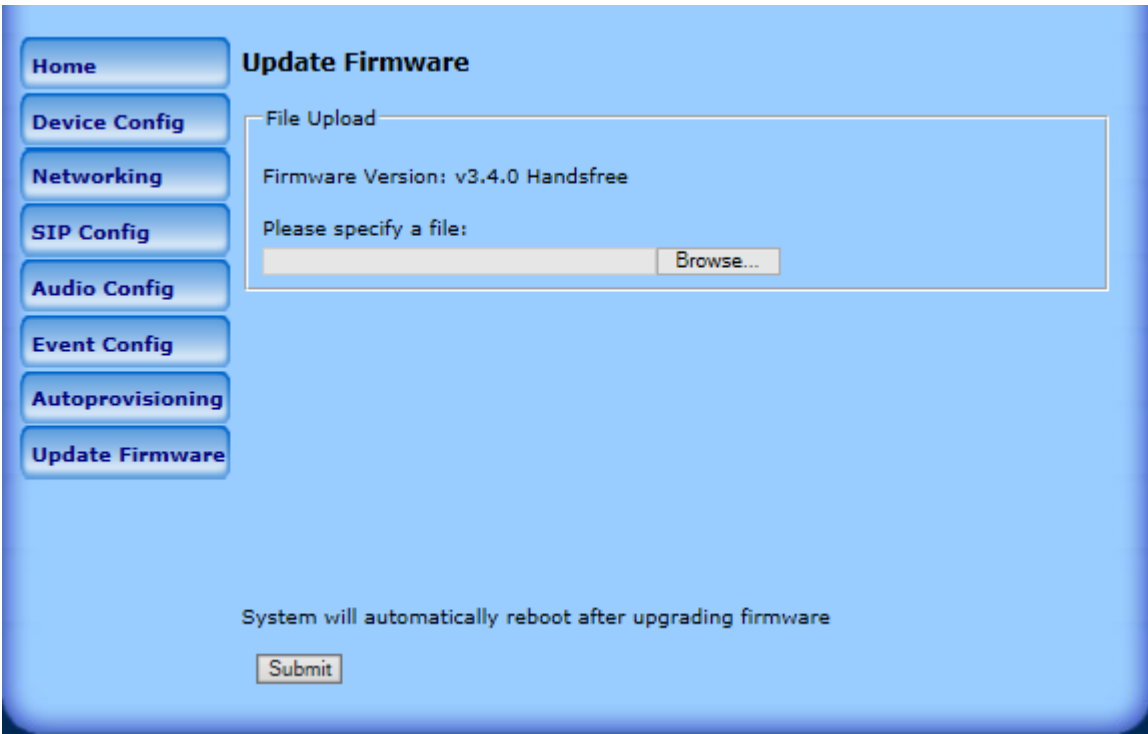 Home
Device Config
Networking
SIP Config
Audio Config
Event Config
Autoprovisioning
Update Firmware
Update Firmware
File Upload
Firmware Version: v3.4.0 Handsfree
Please specify a file:
Browse...
System will automatically reboot after upgrading firmware
Submit